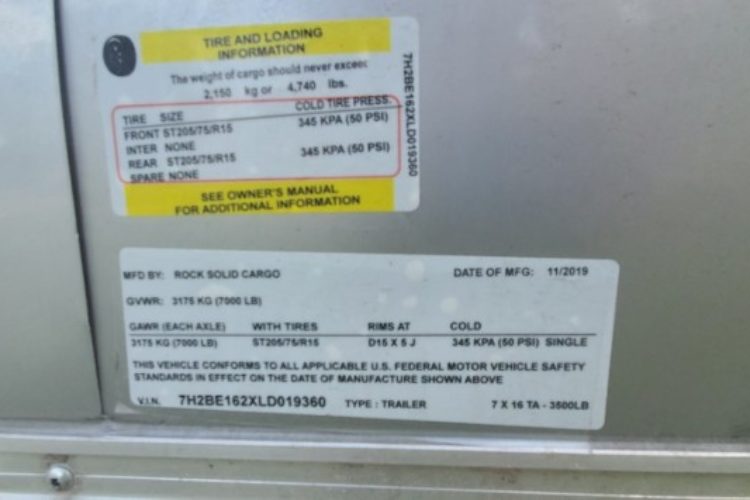 TIRE AND LOADING
INFORMATION
The weight of cargo should never exceed
2,150 kg or 4,740 lbs.
TIRE SIZE COLD TIRE PRESS.
FRONT ST205/75/R15 345 KPA (50 PSI)
INTER NONE
REAR ST205/75/R15 345 KPA (50 PSI)
SPARE NONE
SEE OWNER'S MANUAL
FOR ADDITIONAL INFORMATION
7H2BE162XLD019360
MFD BY: ROCK SOLID CARGO DATE OF MFG: 11/2019
GVWR: 3175 KG (7000 LB)
GAWR (EACH AXLE) WITH TIRES RIMS AT COLD
3175 KG (7000 LB) ST205/75/R15 D15 X 5 J 345 KPA (50 PSI) SINGLE
THIS VEHICLE CONFORMS TO ALL APPLICABLE U.S. FEDERAL MOTOR VEHICLE SAFETY
STANDARDS IN EFFECT ON THE DATE OF MANUFACTURE SHOWN ABOVE
V.I.N. 7H2BE162XLD019360 TYPE : TRAILER 7 X 16 TA - 3500LB